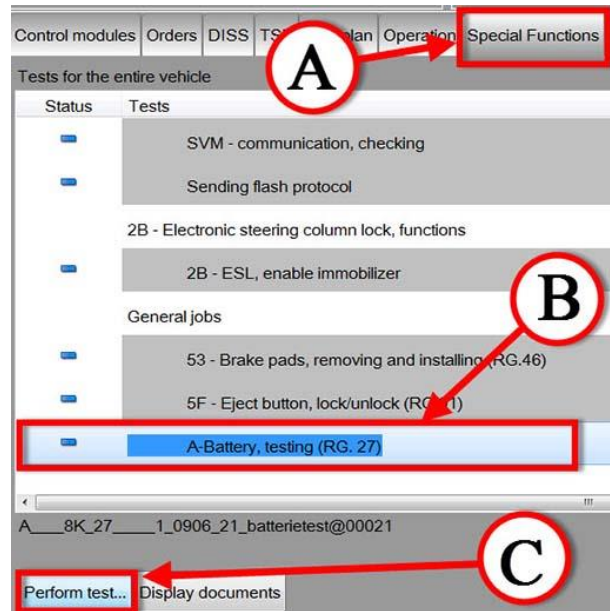 Control modules Orders DISS Operation Special Functions
A
Tests for the entire vehicle
Status Tests
SVM - communication, checking
Sending flash protocol
2B - Electronic steering column lock, functions
2B - ESL, enable immobilizer
General jobs
B
53 - Brake pads, removing and installing (RG.46)
5F - Eject button, lock/unlock
A-Battery, testing (RG. 27)
A___8K_27____1_0906_21_batterietest@00021
C
Perform test... Display documents